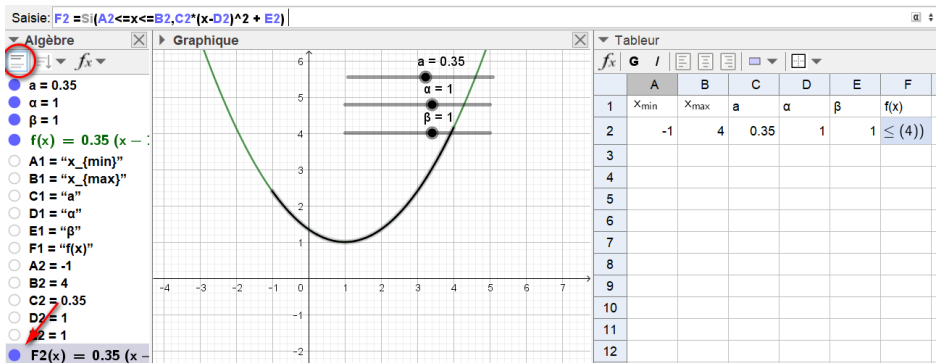 Saisie: F2 =Si(A2<=x<=B2,C2*(x-D2)^2 + E2)
α
Algèbre
fx
a = 0.35
α = 1
β = 1
f(x) = 0.35 (x −
A1 = “x_{min}”
B1 = “x_{max}”
C1 = “a”
D1 = “α”
E1 = “β”
F1 = “f(x)”
A2 = -1
B2 = 4
C2 = 0.35
D2 = 1
= 1
F2(x) = 0.35 (x −
Graphique
a = 0.35
α = 1
β = 1
6
5
4
3
2
1
-4 -3 -2 -1 0 1 2 3 4 5 6 7
-1
-2
Tableur
fx G I
A B C D E F
1 xmin xmax a α β f(x)
2 -1 4 0.35 1 1 ≤ (4))
3
4
5
6
7
8
9
10
11
12